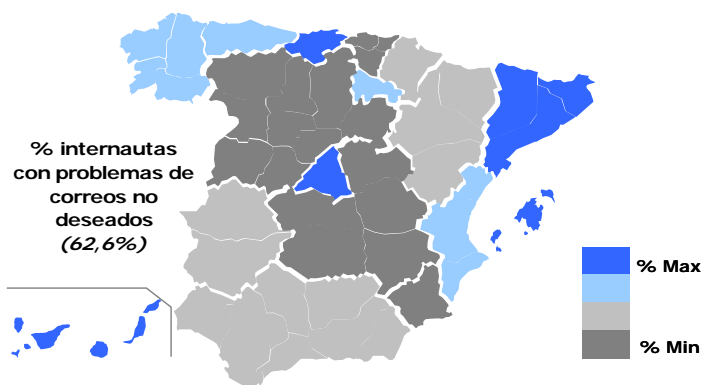 % internautas
con problemas de
correos no
deseados
(62,6%)
% Max
% Min